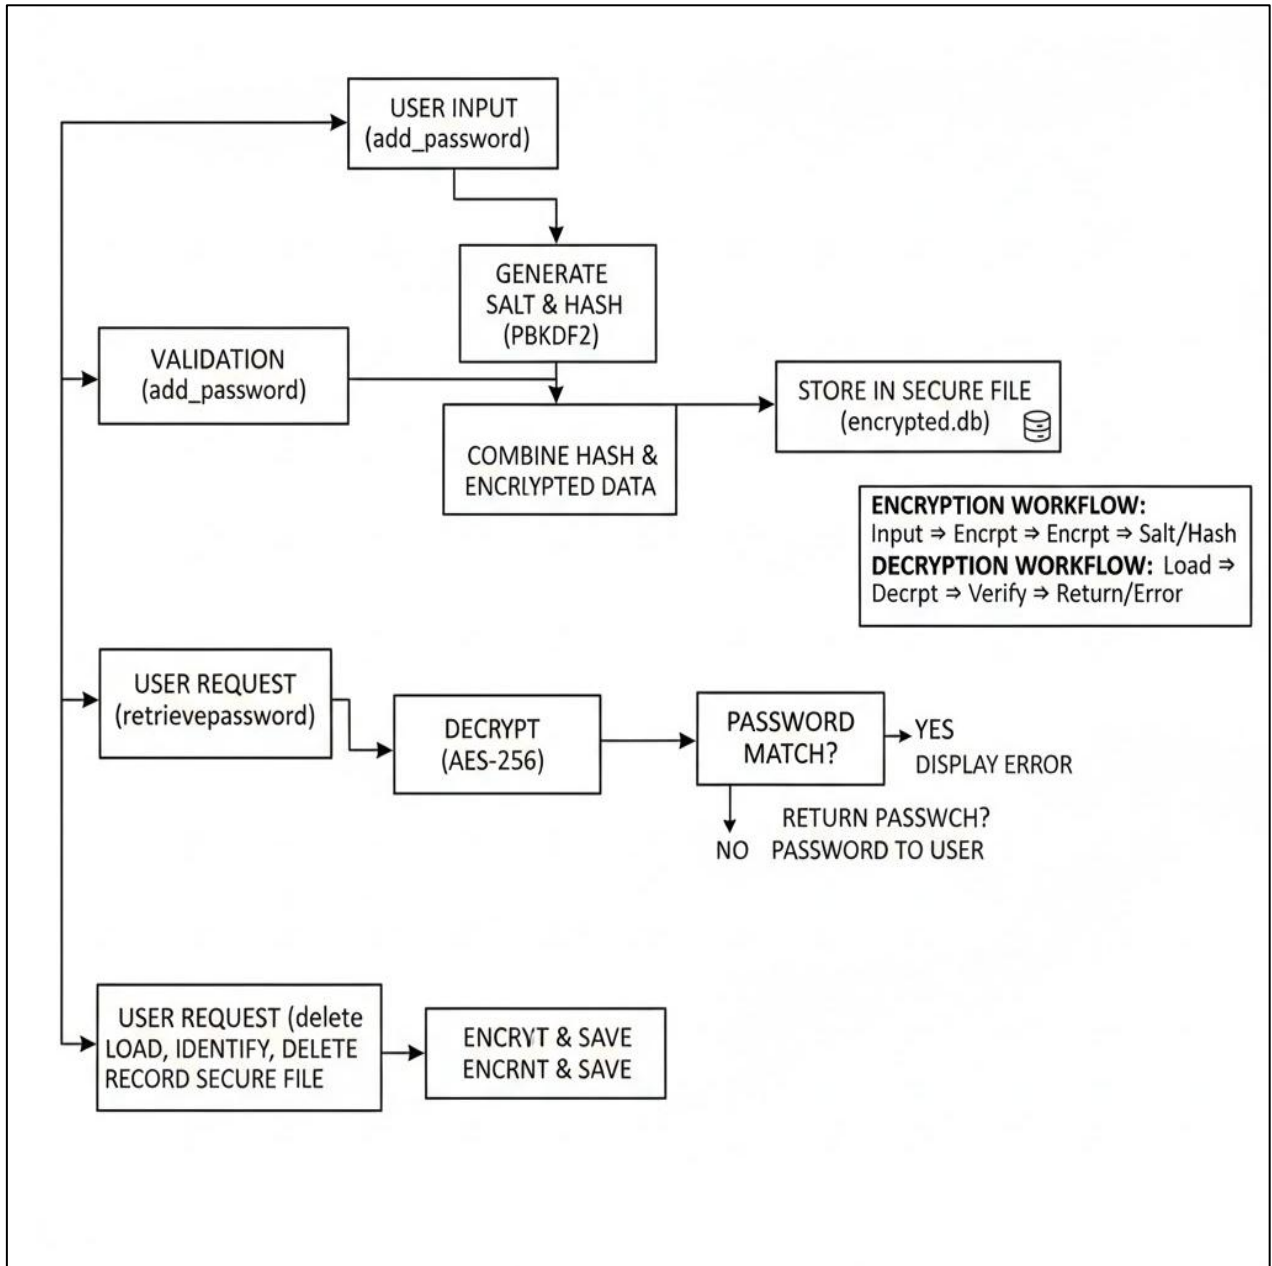 USER INPUT
(add_password)
GENERATE
SALT & HASH
(PBKDF2)
VALIDATION
(add_password)
STORE IN SECURE FILE
(encrypted.db)
COMBINE HASH &
ENCRLYPTED DATA
ENCRYPTION WORKFLOW:
Input ⇒ Encrpt ⇒ Encrpt ⇒ Salt/Hash
DECRYPTION WORKFLOW: Load ⇒
Decrpt ⇒ Verify ⇒ Return/Error
USER REQUEST
(retrievepassword)
DECRYPT
(AES-256)
PASSWORD
MATCH?
YES
DISPLAY ERROR
RETURN PASSWCH?
NO PASSWORD TO USER
USER REQUEST (delete
LOAD, IDENTIFY, DELETE
RECORD SECURE FILE
ENCRYT & SAVE
ENCRNT & SAVE